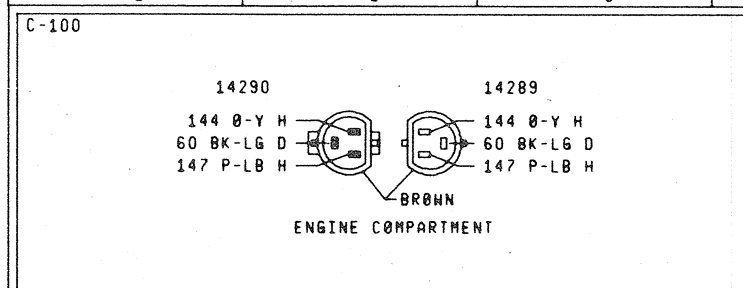 C-100
14290
14289
144 0-Y H
144 0-Y H
60 BK-LG D
60 BK-LG D
147 P-LB H
147 P-LB H
BROWN
ENGINE COMPARTMENT